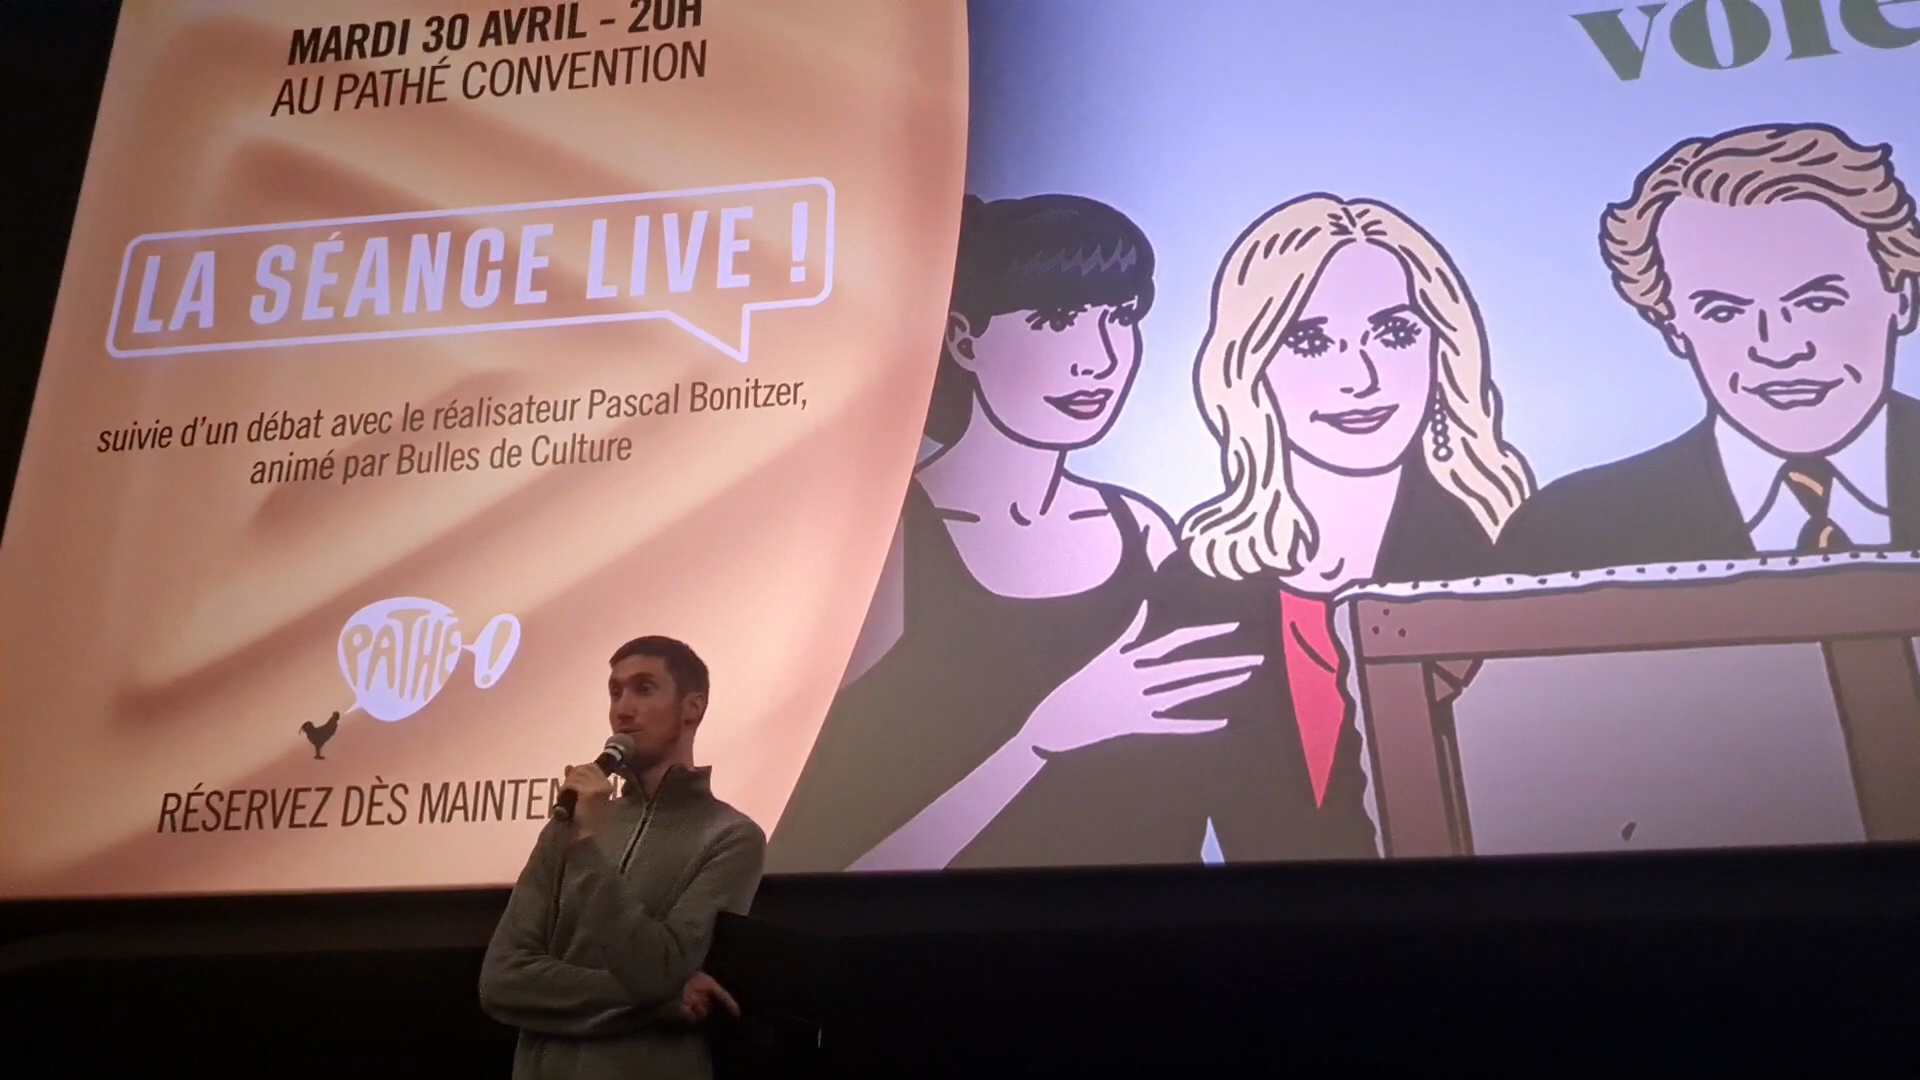 MARDI 30 AVRIL - 20H
AU PATHÉ CONVENTION
LA SÉANCE LIVE !
suivie d'un débat avec le réalisateur Pascal Bonitzer,
animé par Bulles de Culture
PATHÉ !
RÉSERVEZ DÈS